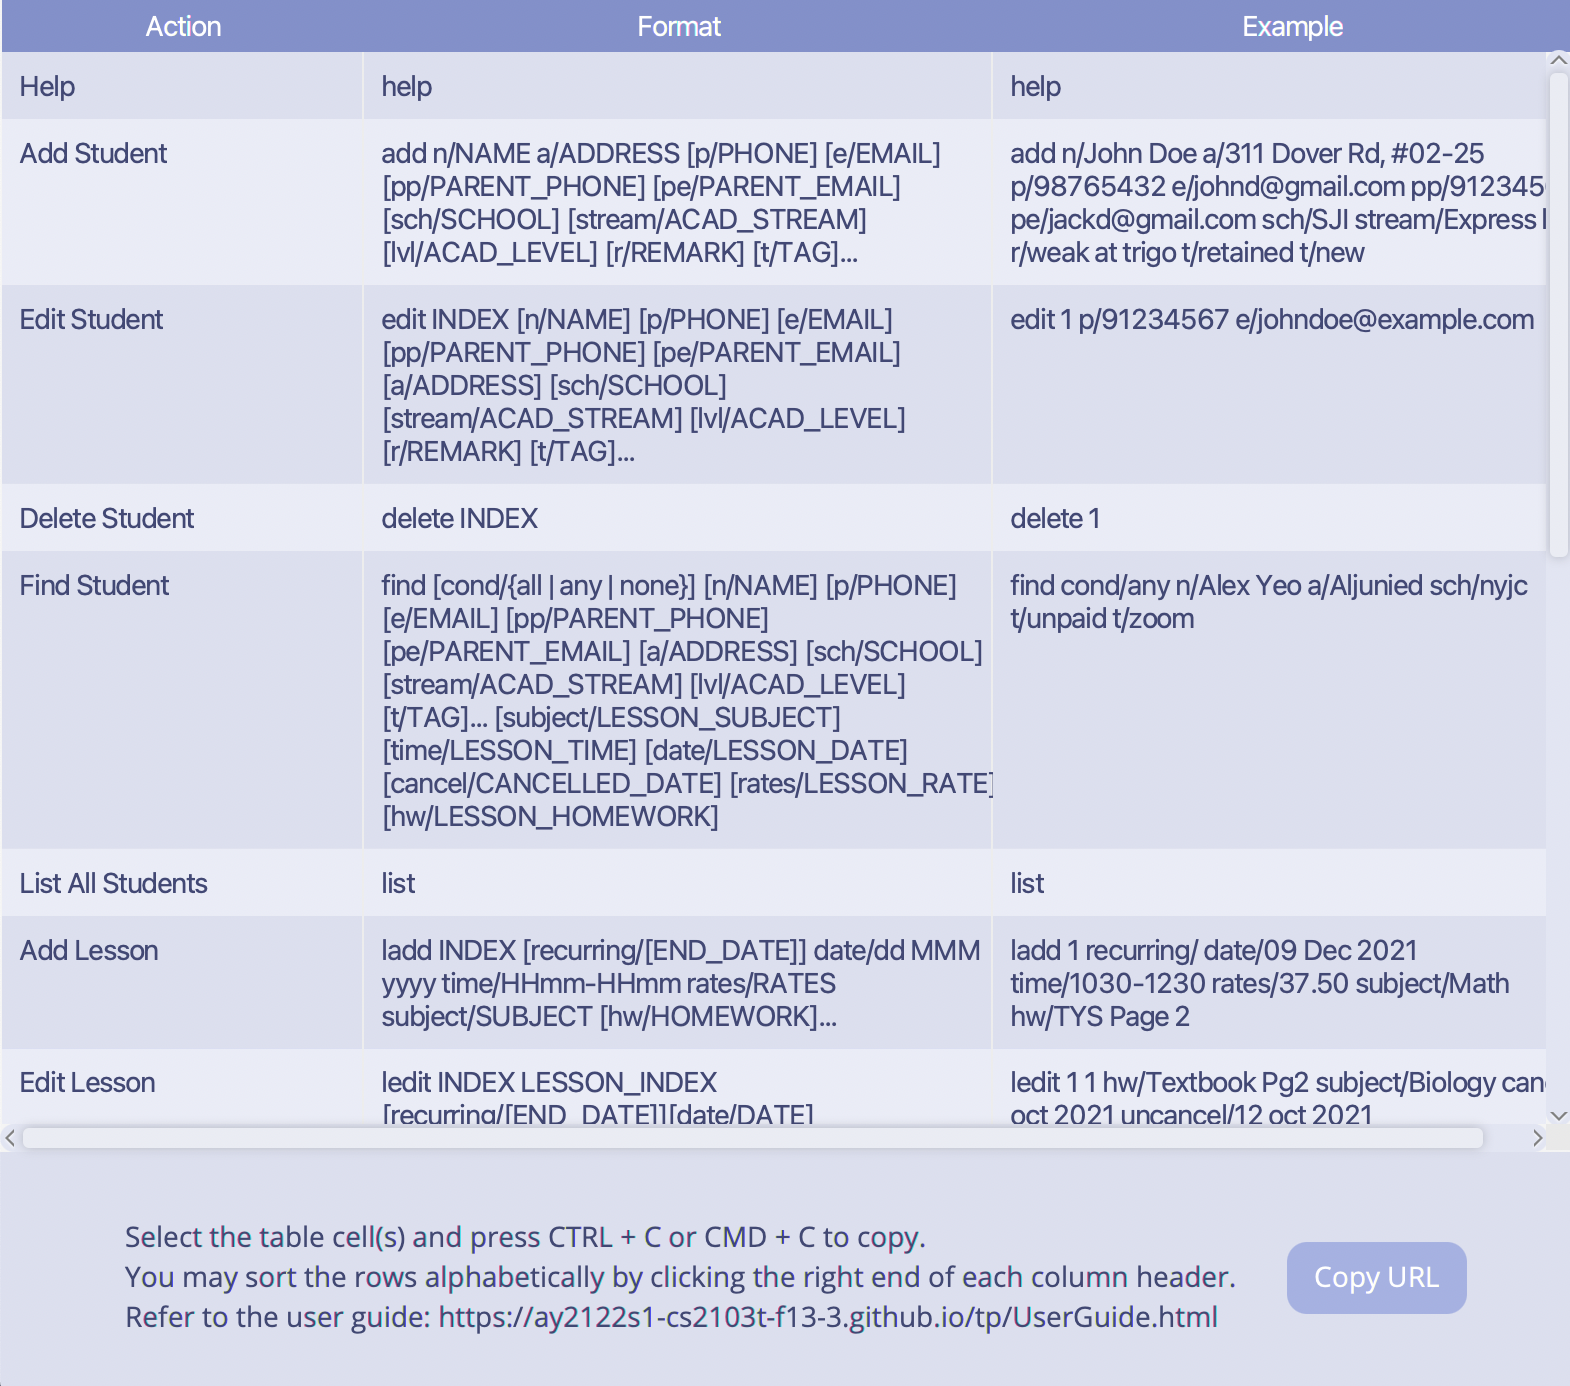 Action Format Example
Help help help
Add Student
add n/NAME a/ADDRESS [p/PHONE] [e/EMAIL]
[pp/PARENT_PHONE] [pe/PARENT_EMAIL]
[sch/SCHOOL] [stream/ACAD_STREAM]
[lvl/ACAD_LEVEL] [r/REMARK] [t/TAG]...
add n/John Doe a/311 Dover Rd, #02-25
p/98765432 e/johnd@gmail.com
pe/jackd@gmail.com sch/SJI stream/Express
r/weak at trigo t/retained t/new
Edit Student
edit INDEX [n/NAME] [p/PHONE] [e/EMAIL]
[pp/PARENT_PHONE] [pe/PARENT_EMAIL]
[a/ADDRESS] [sch/SCHOOL]
[stream/ACAD_STREAM] [lvl/ACAD_LEVEL]
[r/REMARK] [t/TAG]...
edit 1 p/91234567 e/johndoe@example.com
Delete Student delete INDEX delete 1
Find Student
find [cond/{all | any | none}] [n/NAME] [p/PHONE]
[e/EMAIL] [pp/PARENT_PHONE]
[pe/PARENT_EMAIL] [a/ADDRESS] [sch/SCHOOL]
[stream/ACAD_STREAM] [lvl/ACAD_LEVEL]
[t/TAG]... [subject/LESSON_SUBJECT]
[time/LESSON_TIME] [date/LESSON_DATE]
[cancel/CANCELLED_DATE] [rates/LESSON_RATE]
[hw/LESSON_HOMEWORK]
find cond/any n/Alex Yeo a/Aljunied sch/nyjc
t/unpaid t/zoom
List All Students list list
Add Lesson
ladd INDEX [recurring/[END_DATE]] date/dd MMM
yyyy time/HHmm-HHmm rates/RATES
subject/SUBJECT [hw/HOMEWORK]...
ladd 1 recurring/ date/09 Dec 2021
time/1030-1230 rates/37.50 subject/Math
hw/TYS Page 2
Edit Lesson
ledit INDEX LESSON_INDEX
[recurring/[END_DATE]][date/DATE]
ledit 1 1 hw/Textbook Pg2 subject/Biology
oct 2021 uncancel/12 oct 2021
Select the table cell(s) and press CTRL + C or CMD + C to copy.
You may sort the rows alphabetically by clicking the right end of each column header.
Refer to the user guide: https://ay2122s1-cs2103t-f13-3.github.io/tp/UserGuide.html
Copy URL